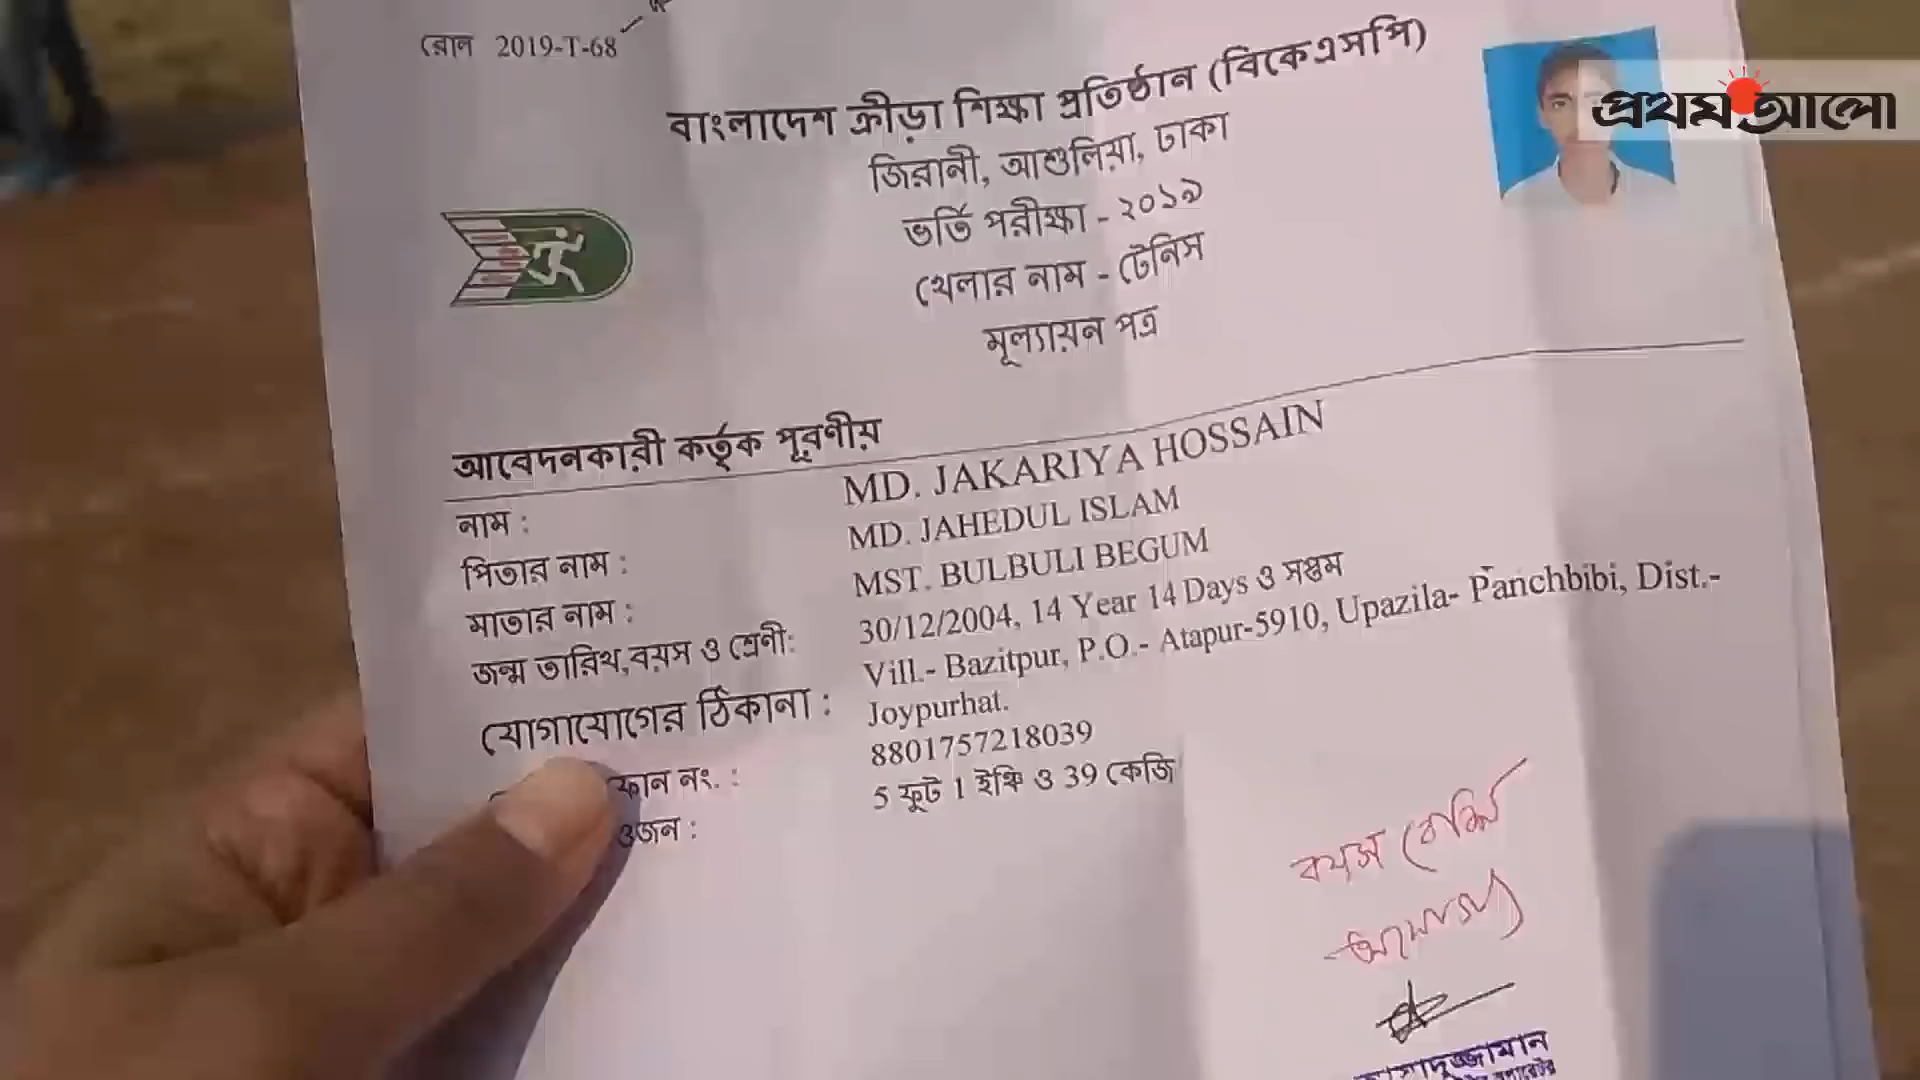 রোল 2019-T-68
বাংলাদেশ ক্রীড়া শিক্ষা প্রতিষ্ঠান (বিকেএসপি)
প্রথম আলো
জিরানী, আশুলিয়া, ঢাকা
ভর্তি পরীক্ষা - ২০১৯
খেলার নাম - টেনিস
মূল্যায়ন পত্র
আবেদনকারী কর্তৃক পূরণীয়
নাম : MD. JAKARIYA HOSSAIN
পিতার নাম : MD. JAHEDUL ISLAM
মাতার নাম : MST. BULBULI BEGUM
জন্ম তারিখ,বয়স ও শ্রেণী: 30/12/2004, 14 Year 14 Days ও সপ্তম
যোগাযোগের ঠিকানা : Vill.- Bazitpur, P.O.- Atapur-5910, Upazila- Panchbibi, Dist.-
Joypurhat.
ফোন নং. : 8801757218039
ওজন : 5 ফুট 1 ইঞ্চি ও 39 কেজি
বয়স বেশি